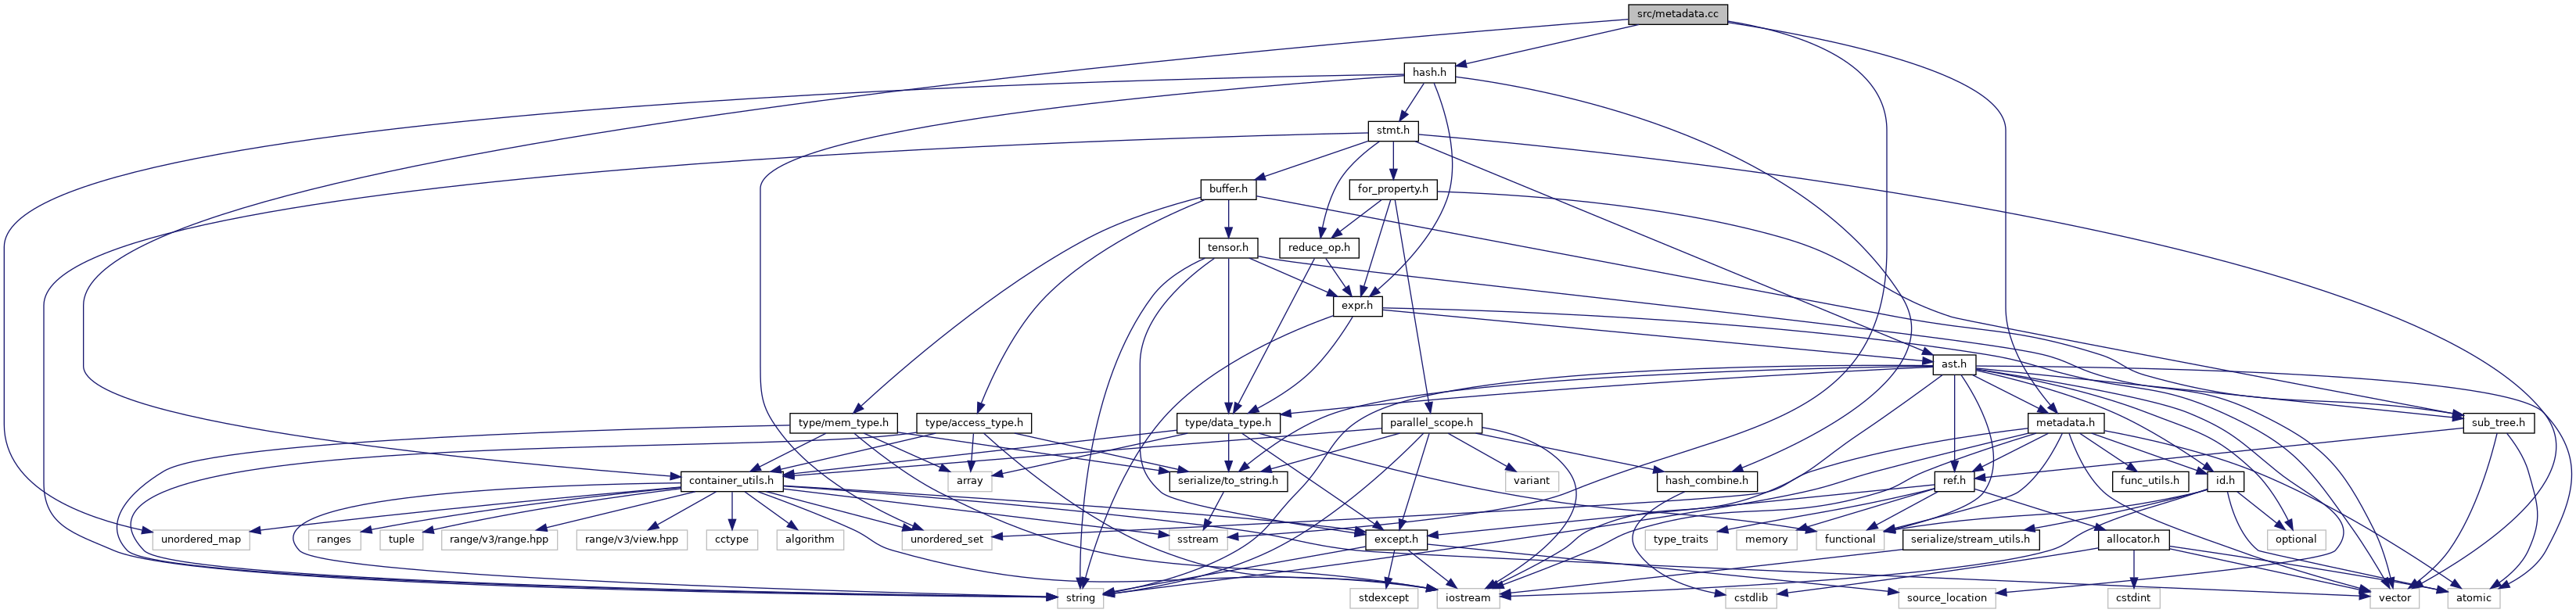 src/metadata.cc
hash.h
stmt.h
buffer.h
for_property.h
tensor.h
reduce_op.h
expr.h
ast.h
type/mem_type.h
type/access_type.h
type/data_type.h
parallel_scope.h
metadata.h
sub_tree.h
container_utils.h
array
serialize/to_string.h
variant
hash_combine.h
ref.h
func_utils.h
id.h
unordered_map
ranges
tuple
range/v3/range.hpp
range/v3/view.hpp
cctype
algorithm
unordered_set
sstream
except.h
type_traits
memory
functional
serialize/stream_utils.h
allocator.h
optional
string
stdexcept
iostream
cstdlib
source_location
cstdint
vector
atomic